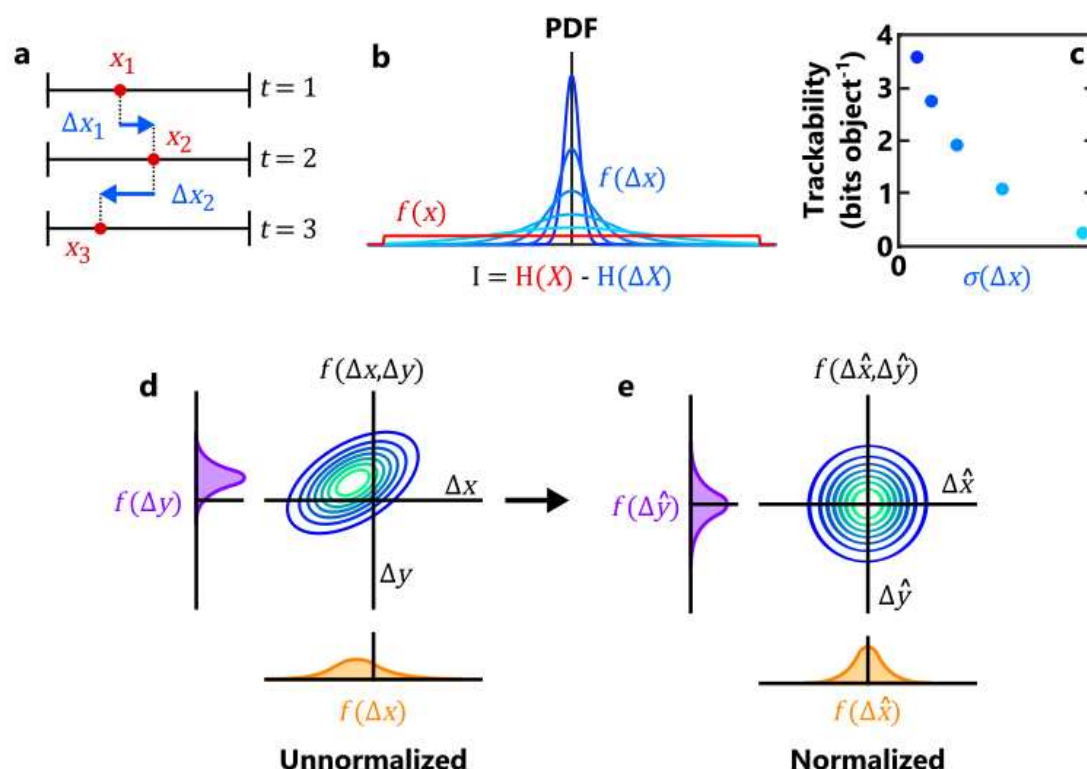 a
x₁
t = 1
Δx₁
x₂
t = 2
Δx₂
x₃
t = 3
b
PDF
f(Δx)
f(x)
I = H(X) - H(ΔX)
c
Trackability
(bits object⁻¹)
4
3
2
1
0
0
σ(Δx)
d
f(Δx,Δy)
f(Δy)
Δx
Δy
f(Δx)
Unnormalized
e
f(Δx̂,Δŷ)
f(Δŷ)
Δx̂
Δŷ
f(Δx̂)
Normalized